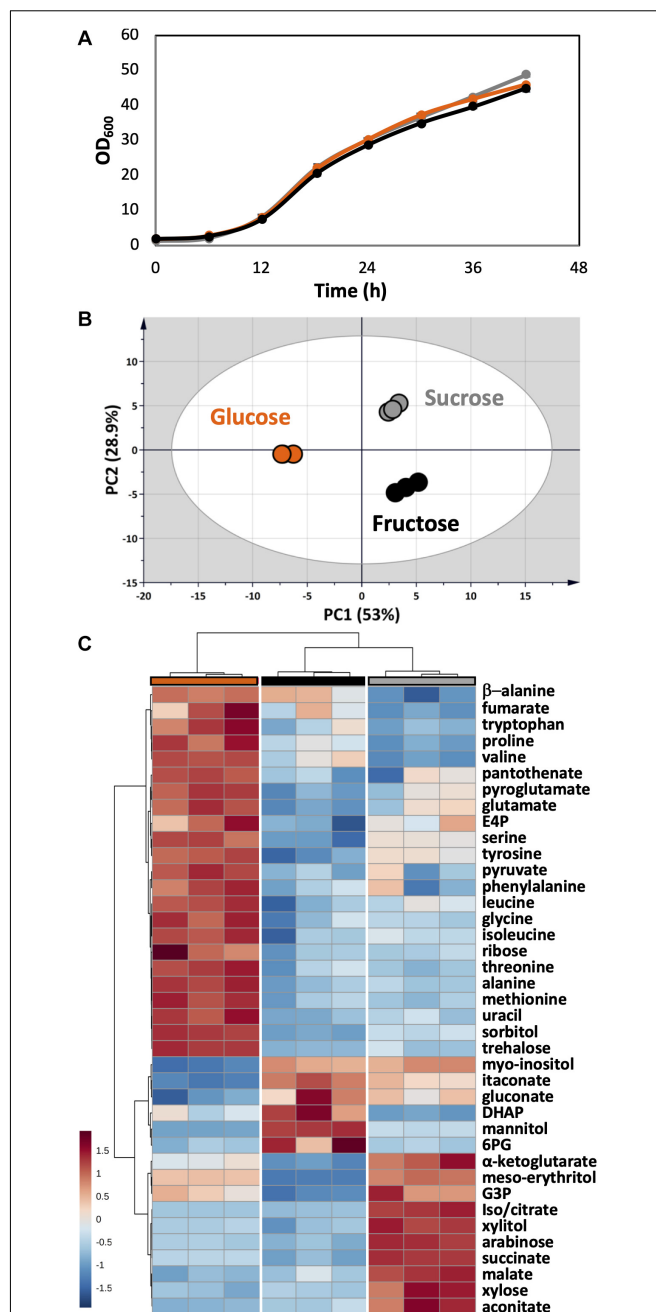 A
60
50
40
30
20
10
0
OD600
0 12 24 36 48
Time (h)
B
10
5
0
-5
-10
-15
PC2 (28.9%)
Glucose
Sucrose
Fructose
-20 -15 -10 -5 0 5 10 15 20
PC1 (53%)
C
β–alanine
fumarate
tryptophan
proline
valine
pantothenate
pyroglutamate
glutamate
E4P
serine
tyrosine
pyruvate
phenylalanine
leucine
glycine
isoleucine
ribose
threonine
alanine
methionine
uracil
sorbitol
trehalose
myo-inositol
itaconate
gluconate
DHAP
mannitol
6PG
α-ketoglutarate
meso-erythritol
G3P
Iso/citrate
xylitol
arabinose
succinate
malate
xylose
aconitate
1.5
1
0.5
0
-0.5
-1
-1.5